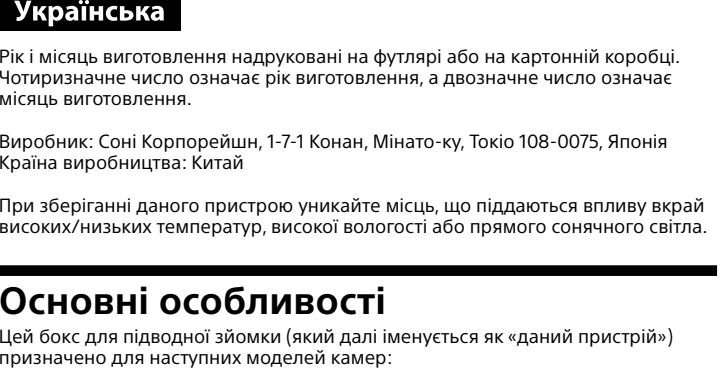 Українська
Рік і місяць виготовлення надруковані на футлярі або на картонній коробці.
Чотиризначне число означає рік виготовлення, а двозначне число означає
місяць виготовлення.
Виробник: Соні Корпорейшн, 1-7-1 Конан, Мінато-ку, Токіо 108-0075, Японія
Країна виробництва: Китай
При зберіганні даного пристрою уникайте місць, що піддаються впливу вкрай
високих/низьких температур, високої вологості або прямого сонячного світла.
Основні особливості
Цей бокс для підводної зйомки (який далі іменується як «даний пристрій»)
призначено для наступних моделей камер: